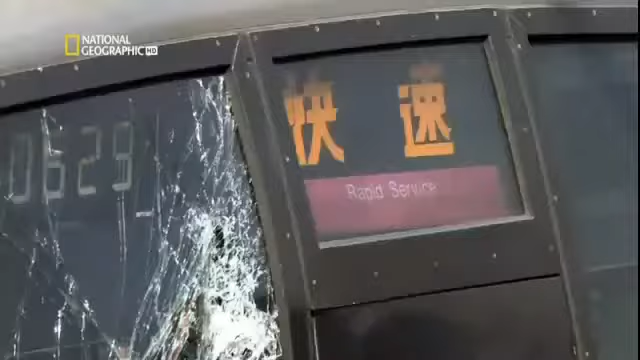 NATIONAL
GEOGRAPHIC HD
0629
快速
Rapid Service